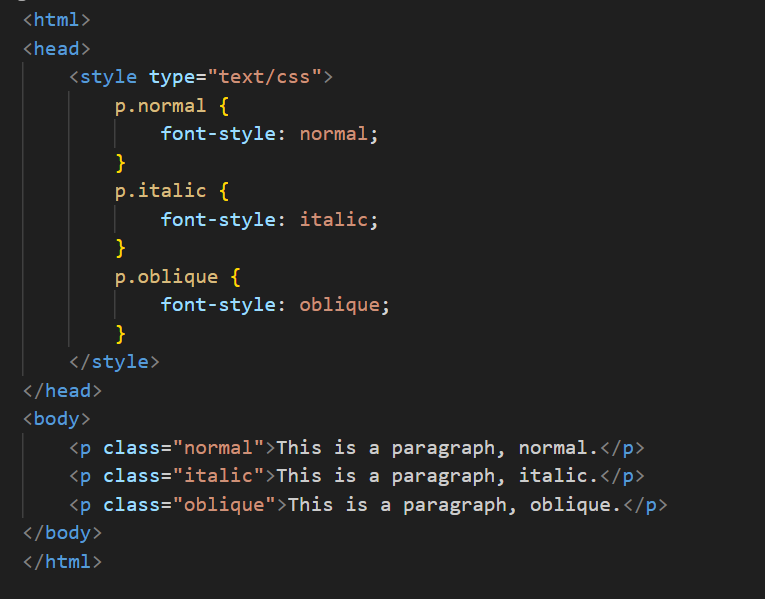 <html>
<head>
    <style type="text/css">
        p.normal {
            font-style: normal;
        }
        p.italic {
            font-style: italic;
        }
        p.oblique {
            font-style: oblique;
        }
    </style>
</head>
<body>
    <p class="normal">This is a paragraph, normal.</p>
    <p class="italic">This is a paragraph, italic.</p>
    <p class="oblique">This is a paragraph, oblique.</p>
</body>
</html>